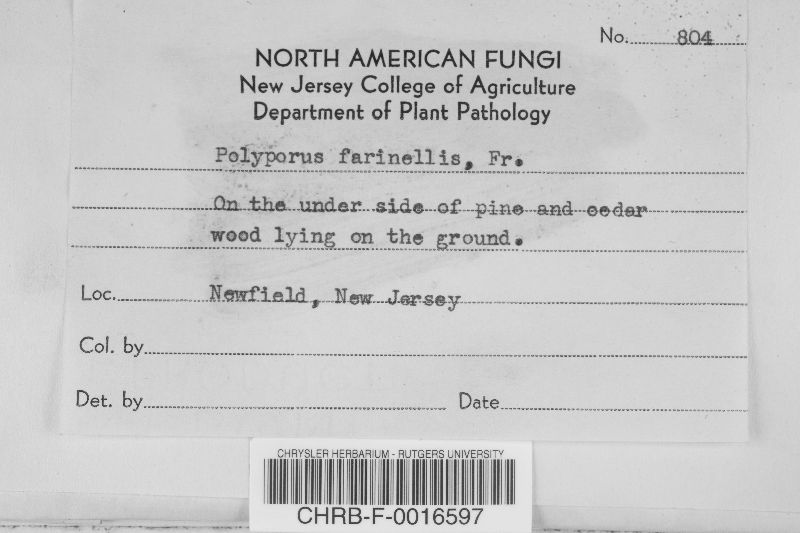 No. 804
NORTH AMERICAN FUNGI
New Jersey College of Agriculture
Department of Plant Pathology
Polyporus farinellis, Fr.
On the under side of pine and cedar
wood lying on the ground.
Loc. Newfield, New Jersey
Col. by
Det. by Date
CHRYSLER HERBARIUM - RUTGERS UNIVERSITY
CHRB-F-0016597